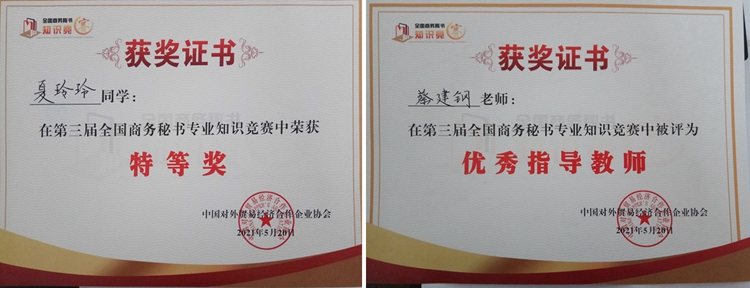 全国商务秘书
知识竞赛
获奖证书
夏玲玲同学:
在第三届全国商务秘书专业知识竞赛中荣获
特等奖
中国对外贸易经济合作企业协会
2021年5月20日
全国商务秘书
知识竞赛
获奖证书
蔡建钢老师:
在第三届全国商务秘书专业知识竞赛中被评为
优秀指导教师
中国对外贸易经济合作企业协会
2021年5月20日